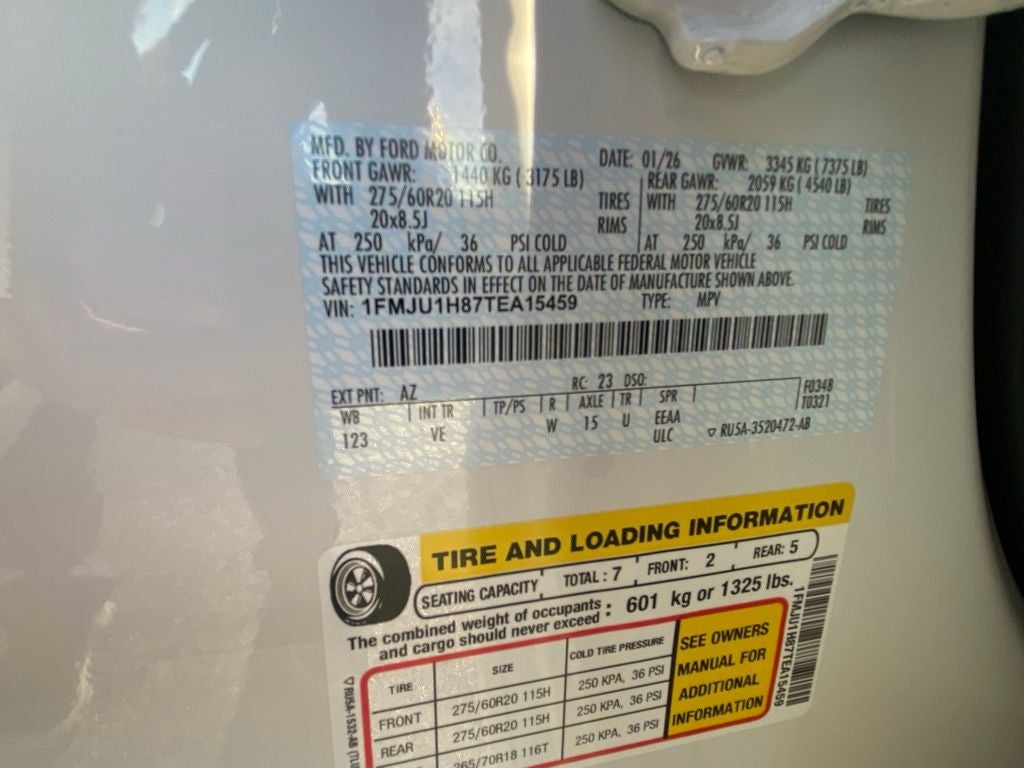 MFD. BY FORD MOTOR CO. DATE: 01/26 GVWR: 3345 KG ( 7375 LB)
FRONT GAWR: 1440 KG ( 3175 LB) REAR GAWR: 2059 KG ( 4540 LB)
WITH 275/60R20 115H TIRES WITH 275/60R20 115H TIRES
20x8.5J RIMS 20x8.5J RIMS
AT 250 kPa/ 36 PSI COLD AT 250 kPa/ 36 PSI COLD
THIS VEHICLE CONFORMS TO ALL APPLICABLE FEDERAL MOTOR VEHICLE
SAFETY STANDARDS IN EFFECT ON THE DATE OF MANUFACTURE SHOWN ABOVE.
VIN: 1FMJU1H87TEA15459 TYPE: MPV
EXT PNT: AZ RC: 23 DSO: F0348
WB INT TR TP/PS R AXLE TR SPR T0321
123 VE W 15 U EEAA
ULC ▽ RU5A-3520472-AB
TIRE AND LOADING INFORMATION
SEATING CAPACITY TOTAL : 7 FRONT: 2 REAR: 5
The combined weight of occupants
and cargo should never exceed : 601 kg or 1325 lbs.
TIRE SIZE COLD TIRE PRESSURE
FRONT 275/60R20 115H 250 KPA, 36 PSI
REAR 275/60R20 115H 250 KPA, 36 PSI
265/70R18 116T 250 KPA, 36 PSI
SEE OWNERS
MANUAL FOR
ADDITIONAL
INFORMATION
1FMJU1H87TEA15459
▽ RU5A-1532-AB